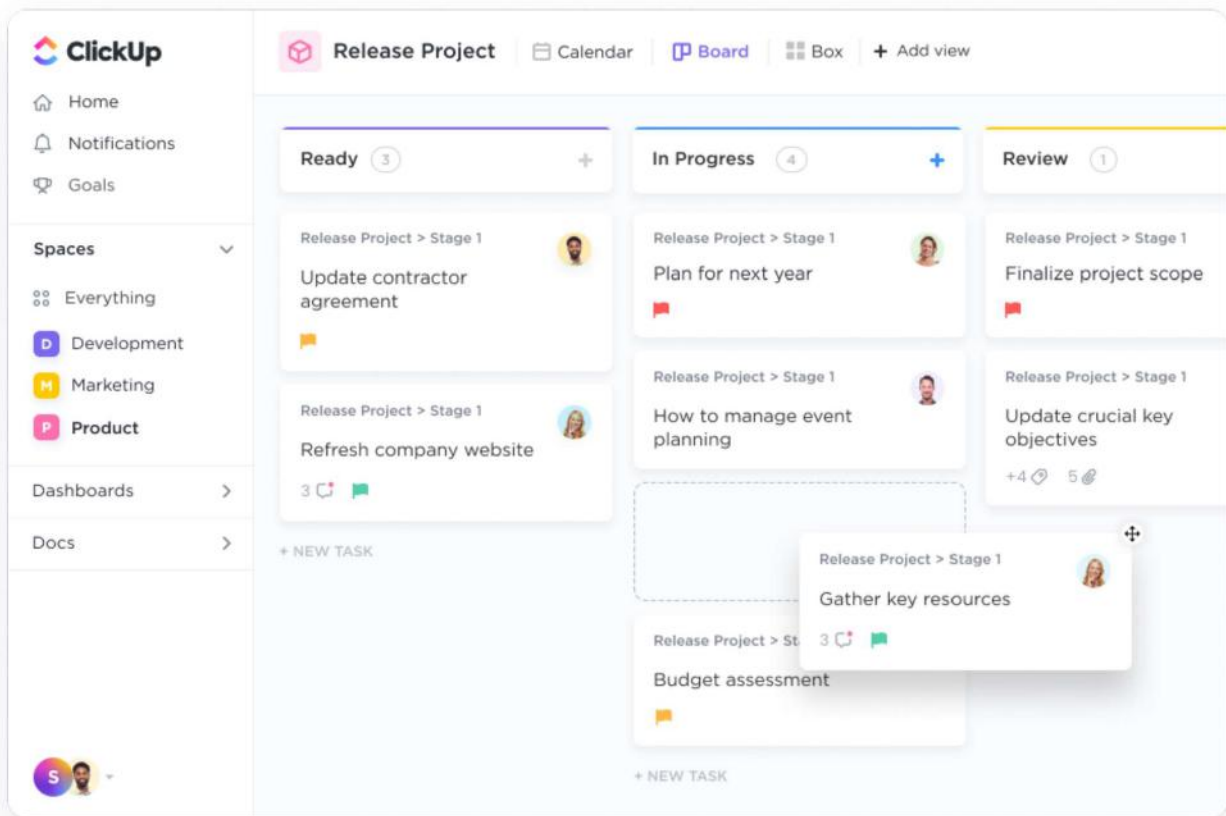 ClickUp
Home
Notifications
Goals
Spaces
Everything
D Development
M Marketing
P Product
Dashboards
Docs
S
Release Project
Calendar
Board
Box
+ Add view
Ready 3 +
Release Project > Stage 1
Update contractor
agreement
Release Project > Stage 1
Refresh company website
3
+ NEW TASK
In Progress 4 +
Release Project > Stage 1
Plan for next year
Release Project > Stage 1
How to manage event
planning
Release Project > Stage 1
Gather key resources
3
Release Project > St
Budget assessment
+ NEW TASK
Review 1
Release Project > Stage 1
Finalize project scope
Release Project > Stage 1
Update crucial key
objectives
+4 5